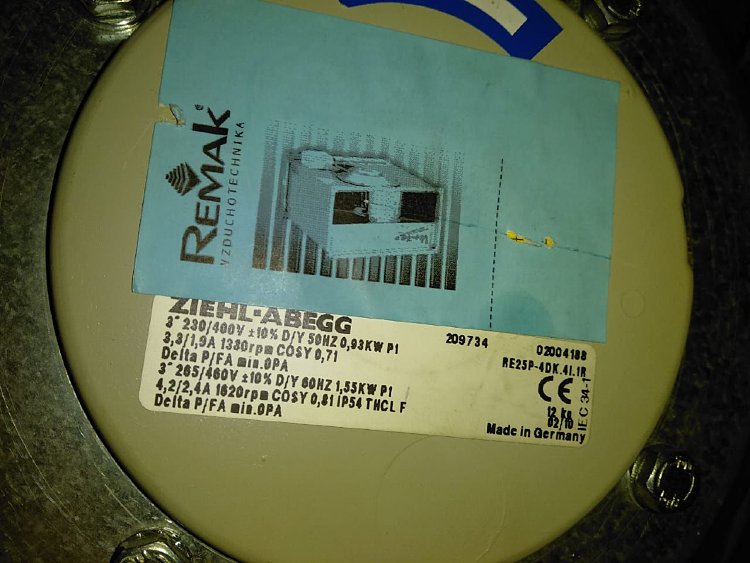 REMAK
VZDUCHOTECHNIKA
ZIEHL-ABEGG
3~ 230/400V ±10% D/Y 50HZ 0,93KW P1
3,3/1,9A 1330rpm COSY 0,71
Delta P/FA min.0PA
3~ 265/460V ±10% D/Y 60HZ 1,55KW P1
4,2/2,4A 1620rpm COSY 0,81 IP54 THCL F
Delta P/FA min.0PA
209734
02004188
RE25P-4DK.4I.1R
CE
12 kg
02/10
IEC 34-1
Made in Germany